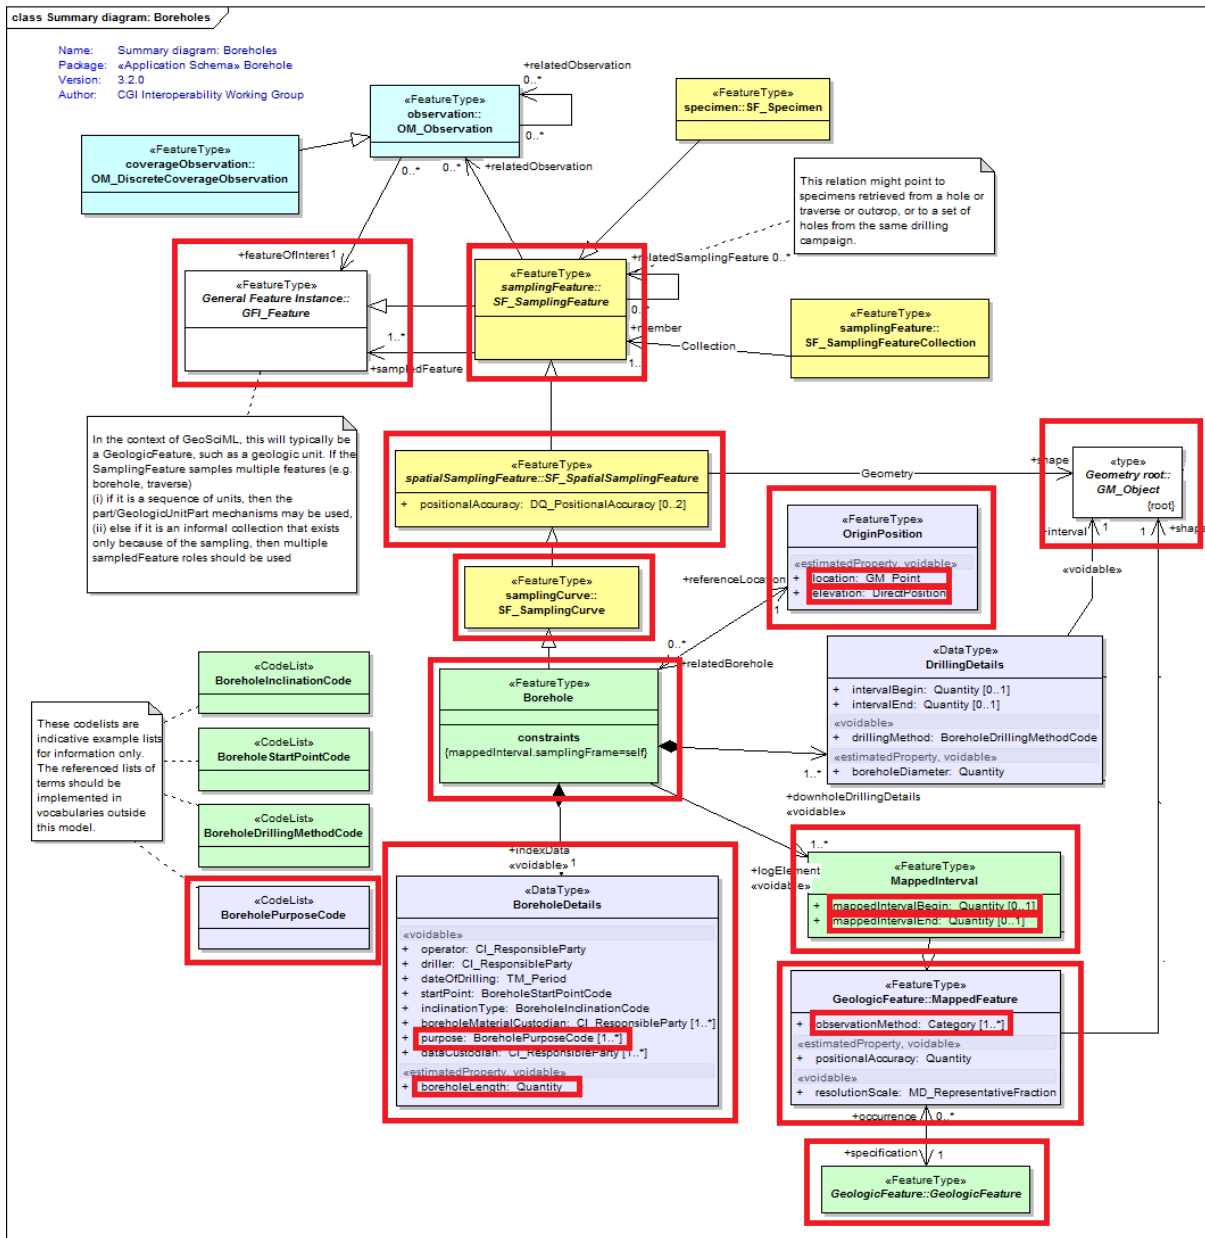 class Summary diagram: Boreholes
Name: Summary diagram: Boreholes
Package: «Application Schema» Borehole
Version: 3.2.0
Author: CGI Interoperability Working Group
+relatedObservation
0..*
«FeatureType»
observation::
OM_Observation
0..*
«FeatureType»
specimen::SF_Specimen
«FeatureType»
coverageObservation::
OM_DiscreteCoverageObservation
0..*
0..*
+relatedObservation
This relation might point to
specimens retrieved from a hole or
traverse or outcrop, or to a set of
holes from the same drilling
campaign.
+featureOfInteres
1
«FeatureType»
General Feature Instance::
GFI_Feature
1..*
+sampledFeature
«FeatureType»
samplingFeature::
SF_SamplingFeature
+relatedSamplingFeature 0..*
0..*
+member
Collection
1..
«FeatureType»
samplingFeature::
SF_SamplingFeatureCollection
In the context of GeoSciML, this will typically be
a GeologicFeature, such as a geologic unit. If the
SamplingFeature samples multiple features (e.g.
borehole, traverse)
(i) if it is a sequence of units, then the
part/GeologicUnitPart mechanisms may be used,
(ii) else if it is an informal collection that exists
only because of the sampling, then multiple
sampledFeature roles should be used
«FeatureType»
spatialSamplingFeature::SF_SpatialSamplingFeature
+ positionalAccuracy: DQ_PositionalAccuracy [0..2]
Geometry
+shape
«type»
Geometry root::
GM_Object
{root}
+interval
1
1
+shape
«voidable»
«FeatureType»
OriginPosition
«estimatedProperty, voidable»
+ location: GM_Point
+ elevation: DirectPosition
+referenceLocation
1
«FeatureType»
samplingCurve::
SF_SamplingCurve
0..*
+relatedBorehole
«FeatureType»
Borehole
constraints
{mappedInterval.samplingFrame=self}
«DataType»
DrillingDetails
+ intervalBegin: Quantity [0..1]
+ intervalEnd: Quantity [0..1]
«voidable»
+ drillingMethod: BoreholeDrillingMethodCode
«estimatedProperty, voidable»
+ boreholeDiameter: Quantity
1..*
+downholeDrillingDetails
«voidable»
These codelists are
indicative example lists
for information only.
The referenced lists of
terms should be
implemented in
vocabularies outside
this model.
«CodeList»
BoreholeInclinationCode
«CodeList»
BoreholeStartPointCode
«CodeList»
BoreholeDrillingMethodCode
«CodeList»
BoreholePurposeCode
+indexData
«voidable» 1
«DataType»
BoreholeDetails
«voidable»
+ operator: CI_ResponsibleParty
+ driller: CI_ResponsibleParty
+ dateOfDrilling: TM_Period
+ startPoint: BoreholeStartPointCode
+ inclinationType: BoreholeInclinationCode
+ boreholeMaterialCustodian: CI_ResponsibleParty [1..*]
+ purpose: BoreholePurposeCode [1..*]
+ dataCustodian: CI_ResponsibleParty [1..*]
«estimatedProperty, voidable»
+ boreholeLength: Quantity
1..*
+logElement
«voidable»
«FeatureType»
MappedInterval
+ mappedIntervalBegin: Quantity [0..1]
+ mappedIntervalEnd: Quantity [0..1]
«FeatureType»
GeologicFeature::MappedFeature
+ observationMethod: Category [1..*]
«estimatedProperty, voidable»
+ positionalAccuracy: Quantity
«voidable»
+ resolutionScale: MD_RepresentativeFraction
+occurrence
0..*
+specification
1
«FeatureType»
GeologicFeature::GeologicFeature